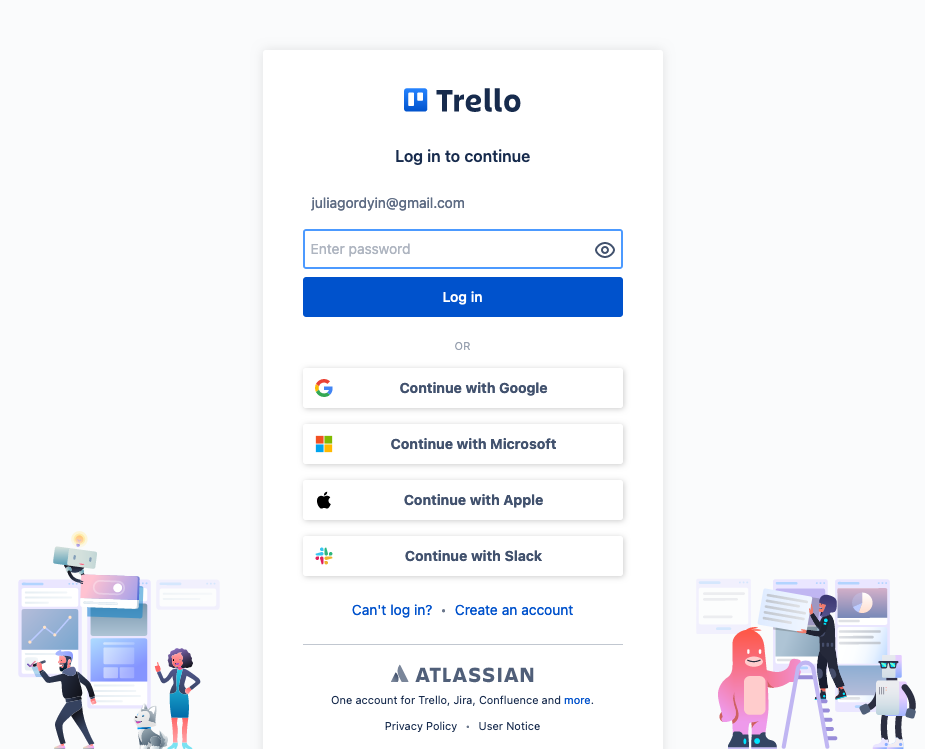 Trello
Log in to continue
juliagordyin@gmail.com
Enter password
Log in
OR
Continue with Google
Continue with Microsoft
Continue with Apple
Continue with Slack
Can't log in? • Create an account
ATLASSIAN
One account for Trello, Jira, Confluence and more.
Privacy Policy • User Notice